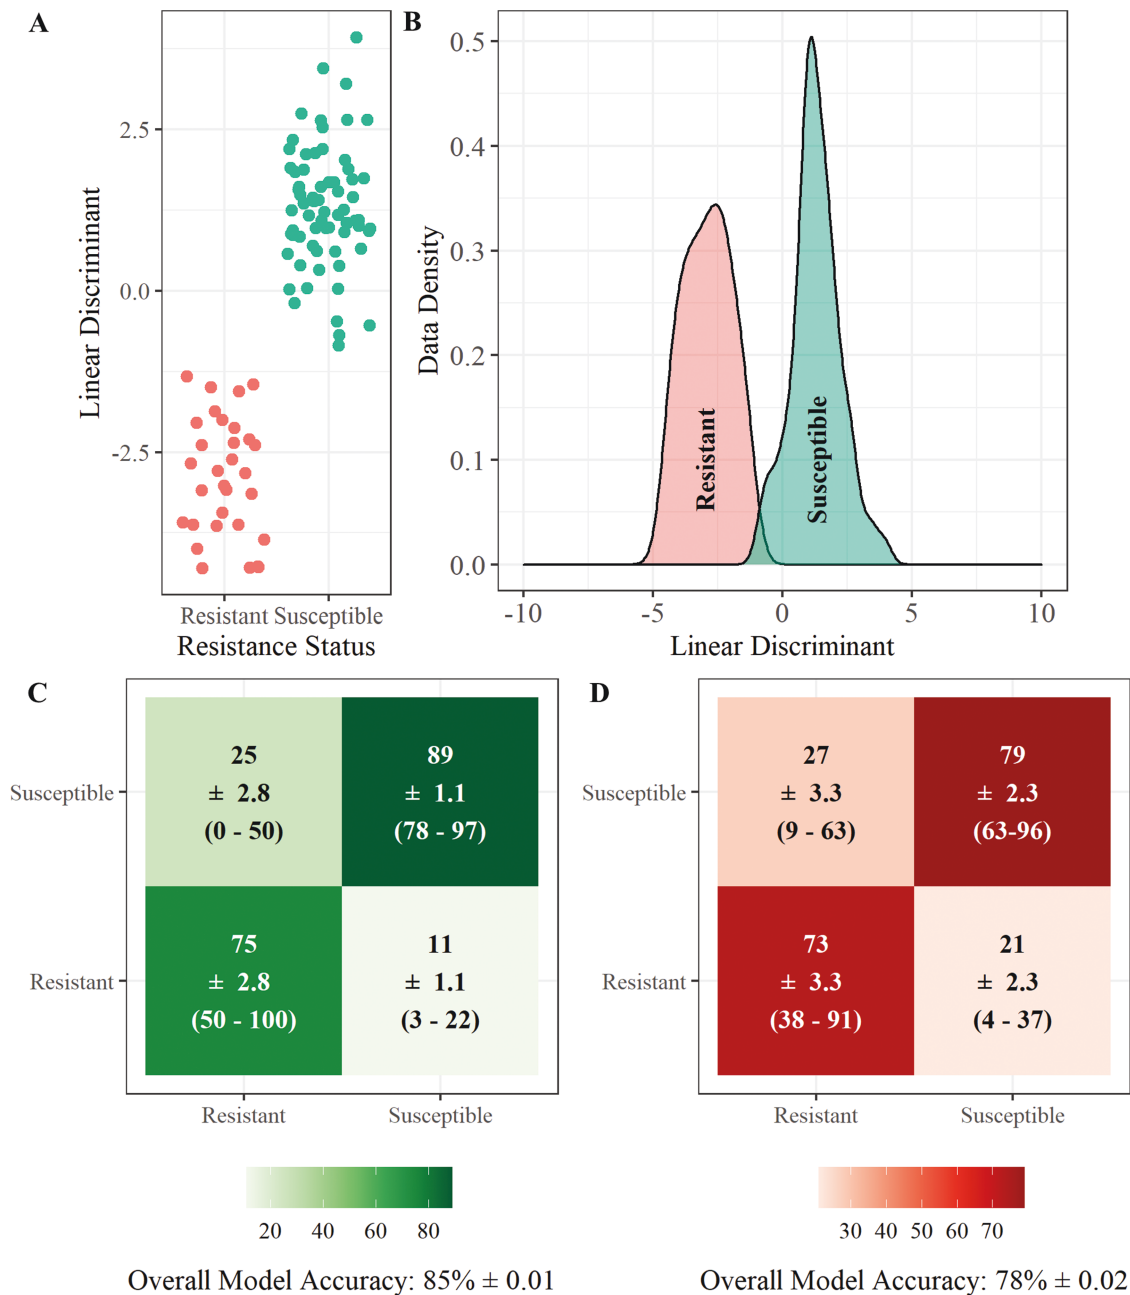 A
2.5
0.0
-2.5
Linear Discriminant
Resistant Susceptible
Resistance Status
B
0.5
0.4
0.3
0.2
0.1
0.0
Data Density
Resistant
Susceptible
-10 -5 0 5 10
Linear Discriminant
C
Susceptible
Resistant
25
± 2.8
(0 - 50)
89
± 1.1
(78 - 97)
75
± 2.8
(50 - 100)
11
± 1.1
(3 - 22)
Resistant Susceptible
20 40 60 80
Overall Model Accuracy: 85% ± 0.01
D
Susceptible
Resistant
27
± 3.3
(9 - 63)
79
± 2.3
(63-96)
73
± 3.3
(38 - 91)
21
± 2.3
(4 - 37)
Resistant Susceptible
30 40 50 60 70
Overall Model Accuracy: 78% ± 0.02